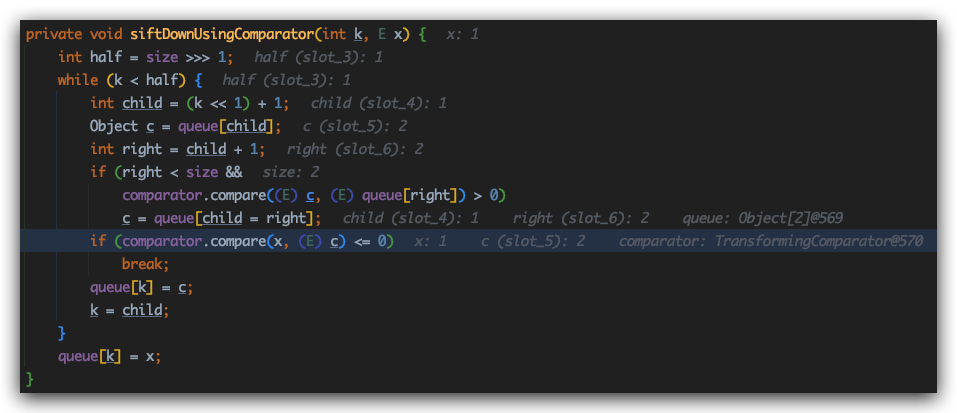 private void siftDownUsingComparator(int k, E x) {  x: 1
    int half = size >>> 1;  half (slot_3): 1
    while (k < half) {  half (slot_3): 1
        int child = (k << 1) + 1;  child (slot_4): 1
        Object c = queue[child];  c (slot_5): 2
        int right = child + 1;  right (slot_6): 2
        if (right < size &&  size: 2
            comparator.compare((E) c, (E) queue[right]) > 0)
            c = queue[child = right];  child (slot_4): 1  right (slot_6): 2  queue: Object[2]@569
        if (comparator.compare(x, (E) c) <= 0)  x: 1  c (slot_5): 2  comparator: TransformingComparator@570
            break;
        queue[k] = c;
        k = child;
    }
    queue[k] = x;
}